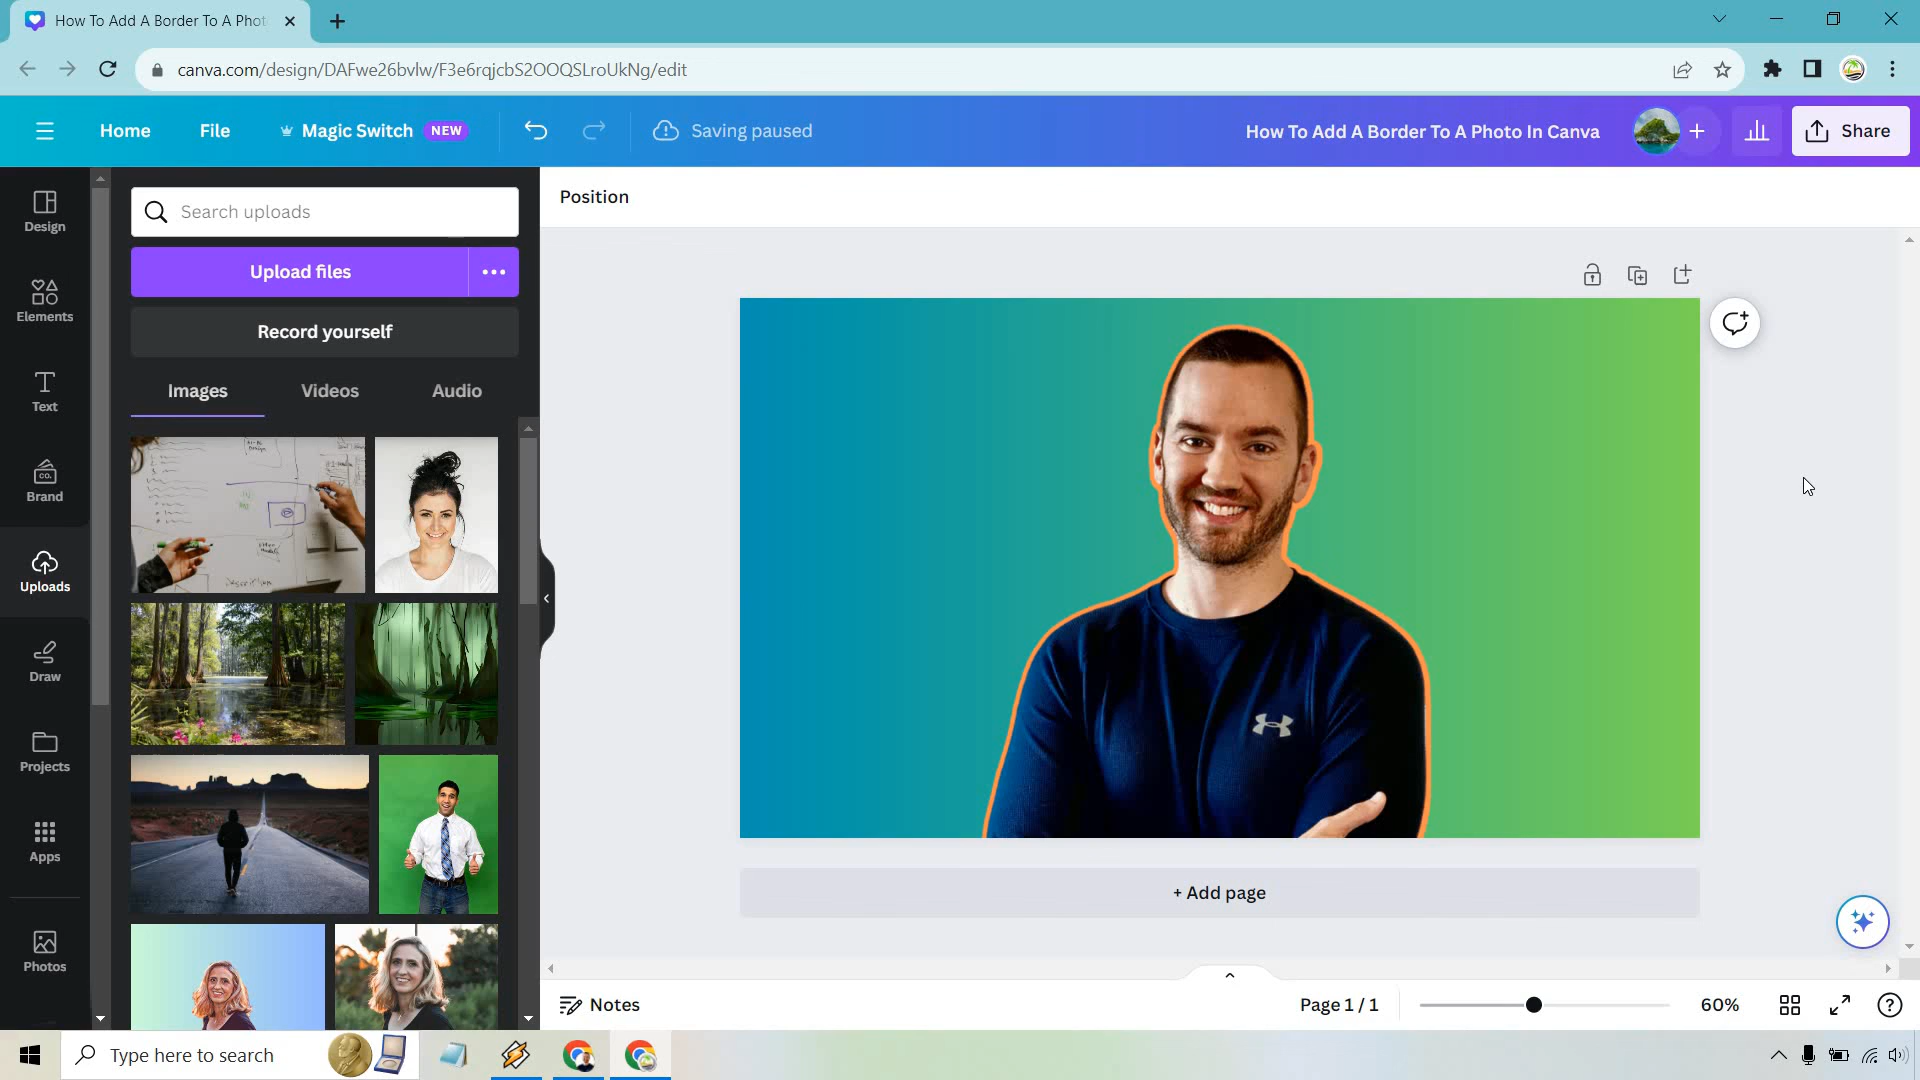 How To Add A Border To A Phot
canva.com/design/DAFwe26bvlw/F3e6rqjcbS2OOQSLroUkNg/edit
Home
File
Magic Switch
NEW
Saving paused
How To Add A Border To A Photo In Canva
Share
Design
Elements
Text
CO.
Brand
Uploads
Draw
Projects
Apps
Photos
Search uploads
Upload files
Record yourself
Images
Videos
Audio
Position
+ Add page
Notes
Page 1 / 1
60%
Type here to search